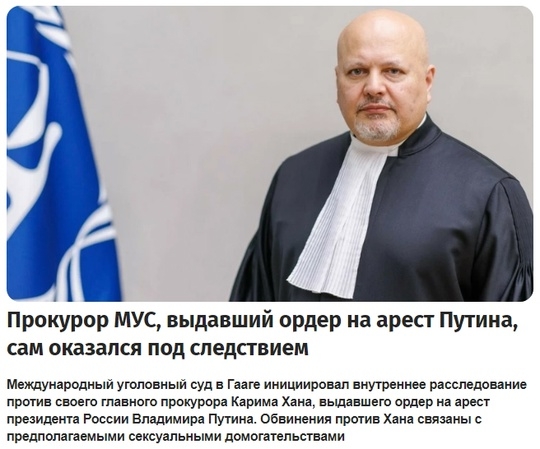 Прокурор МУС, выдавший ордер на арест Путина,
сам оказался под следствием
Международный уголовный суд в Гааге инициировал внутреннее расследование
против своего главного прокурора Карима Хана, выдавшего ордер на арест
президента России Владимира Путина. Обвинения против Хана связаны с
предполагаемыми сексуальными домогательствами